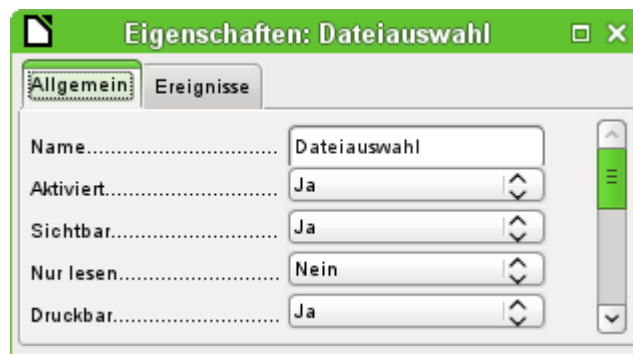 Eigenschaften: Dateiauswahl
Allgemein Ereignisse
Name............................ Dateiauswahl
Aktiviert......................... Ja
Sichtbar......................... Ja
Nur lesen....................... Nein
Druckbar........................ Ja